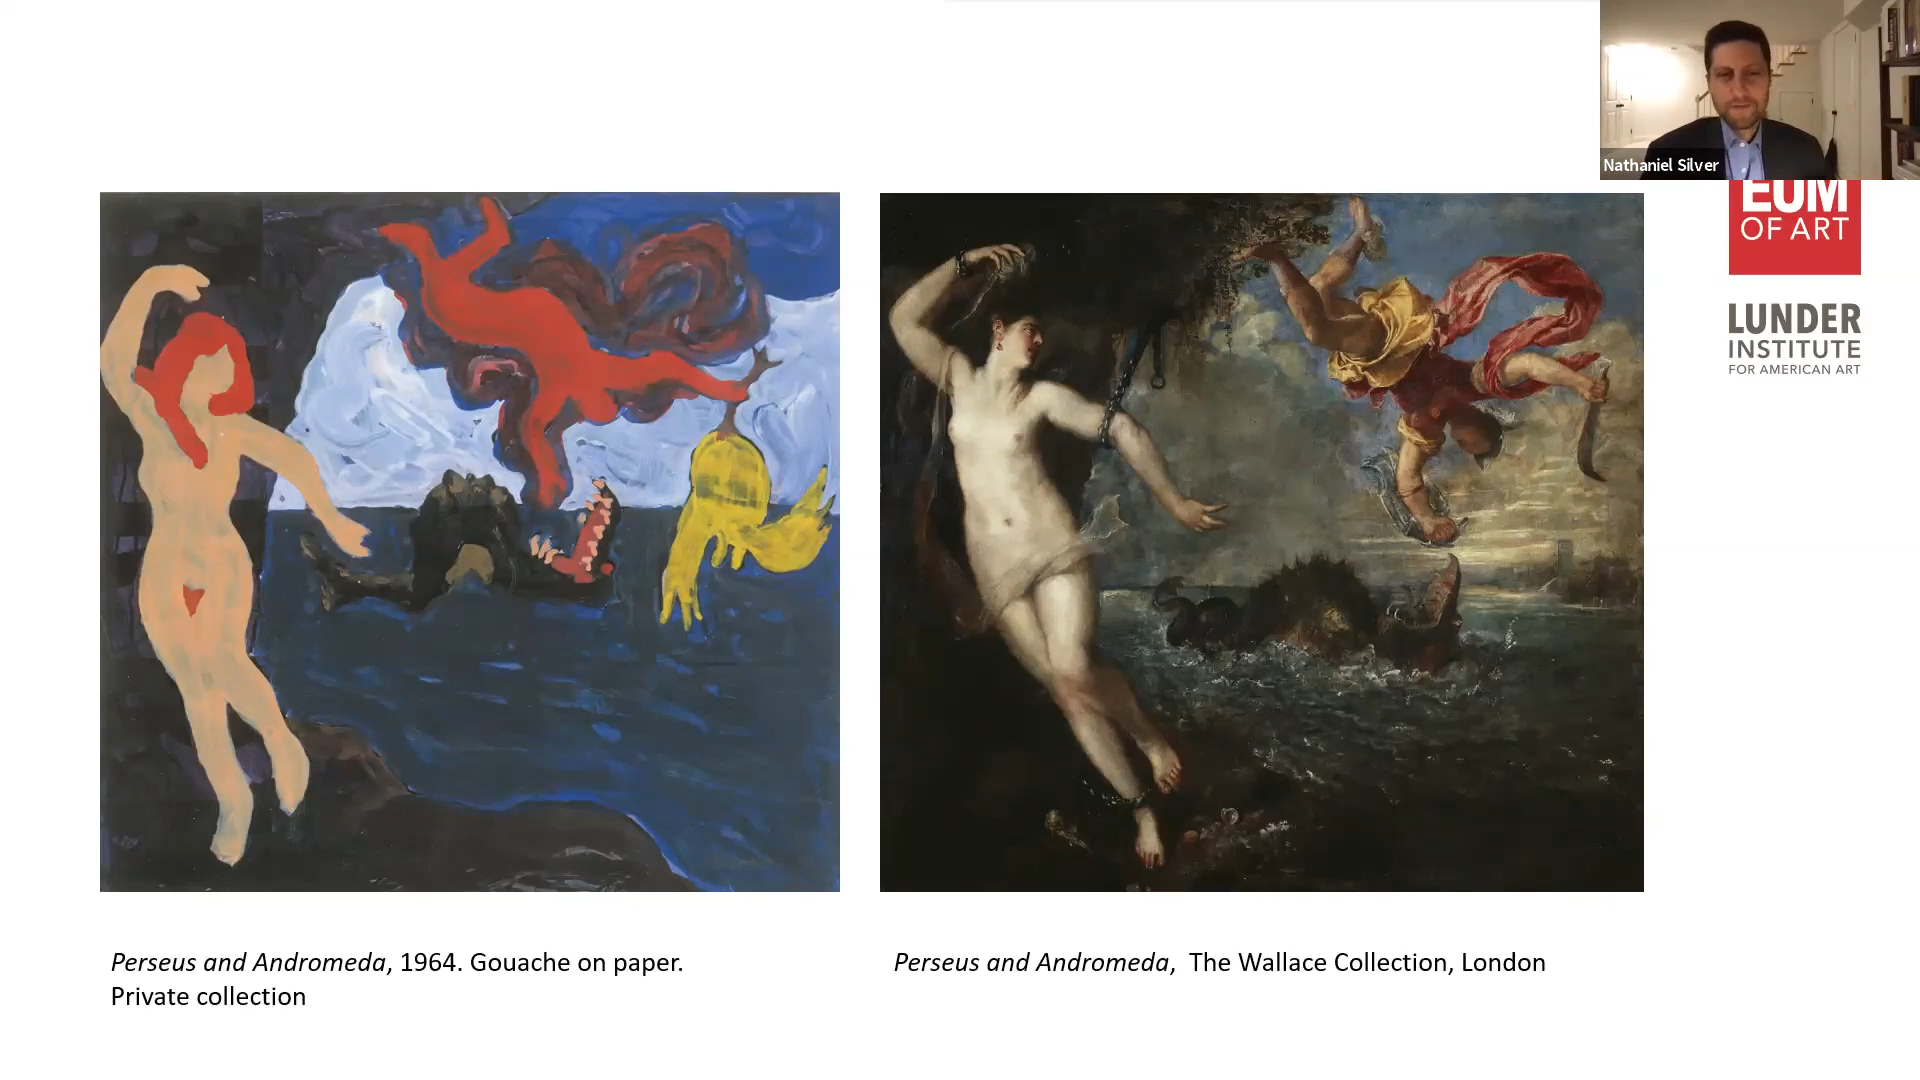 Nathaniel Silver
EUM
OF ART
LUNDER
INSTITUTE
FOR AMERICAN ART
Perseus and Andromeda, 1964. Gouache on paper.
Private collection
Perseus and Andromeda,  The Wallace Collection, London